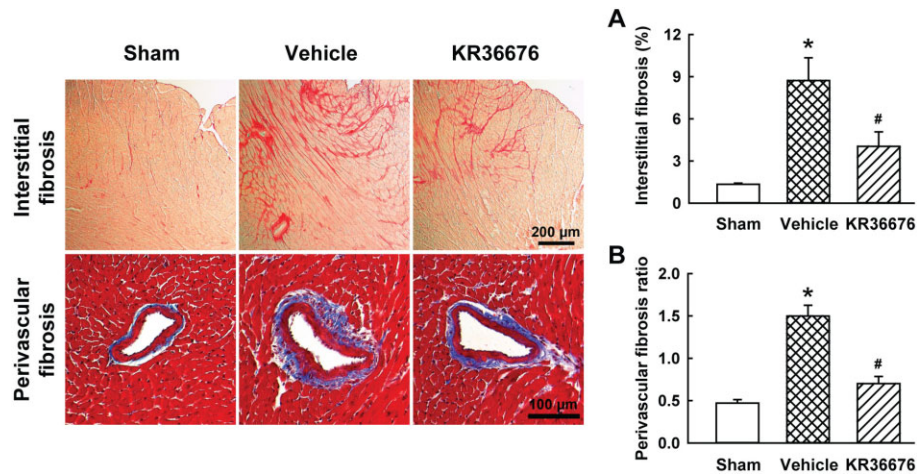 Sham Vehicle KR36676
Interstitial
fibrosis
200 µm
Perivascular
fibrosis
100 µm
A
Interstiltial fibrosis (%)
12
9
6
3
0
*
#
Sham Vehicle KR36676
B
Perivascular fibrosis ratio
2.0
1.5
1.0
0.5
0.0
*
#
Sham Vehicle KR36676